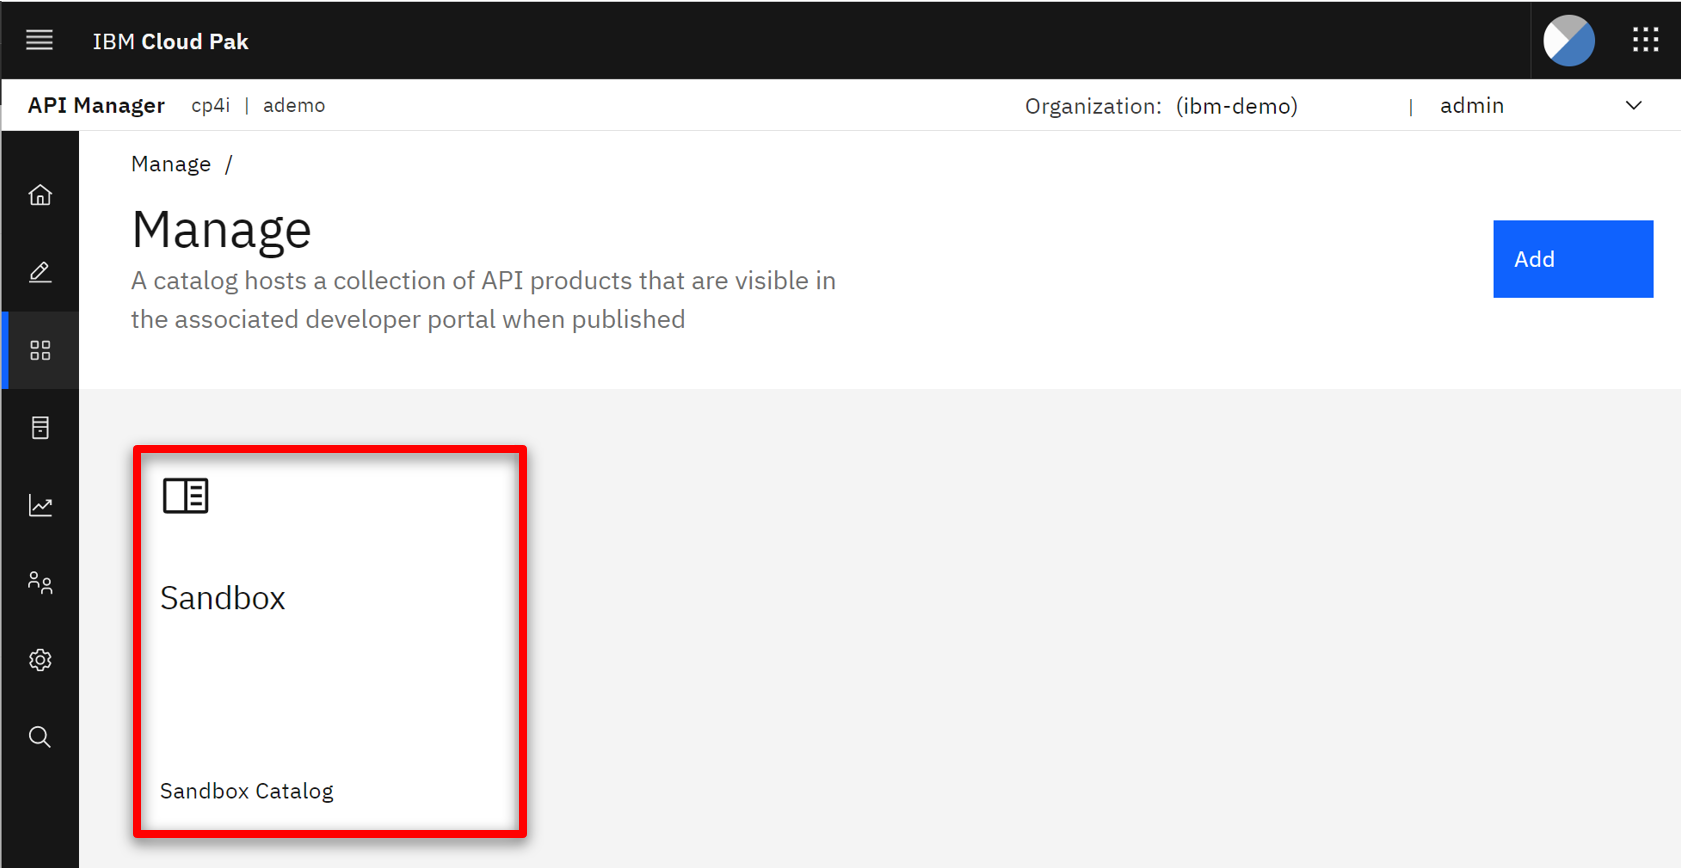 IBM Cloud Pak
API Manager cp4i | ademo Organization: (ibm-demo) | admin
Manage /
Manage
A catalog hosts a collection of API products that are visible in
the associated developer portal when published
Add
Sandbox
Sandbox Catalog